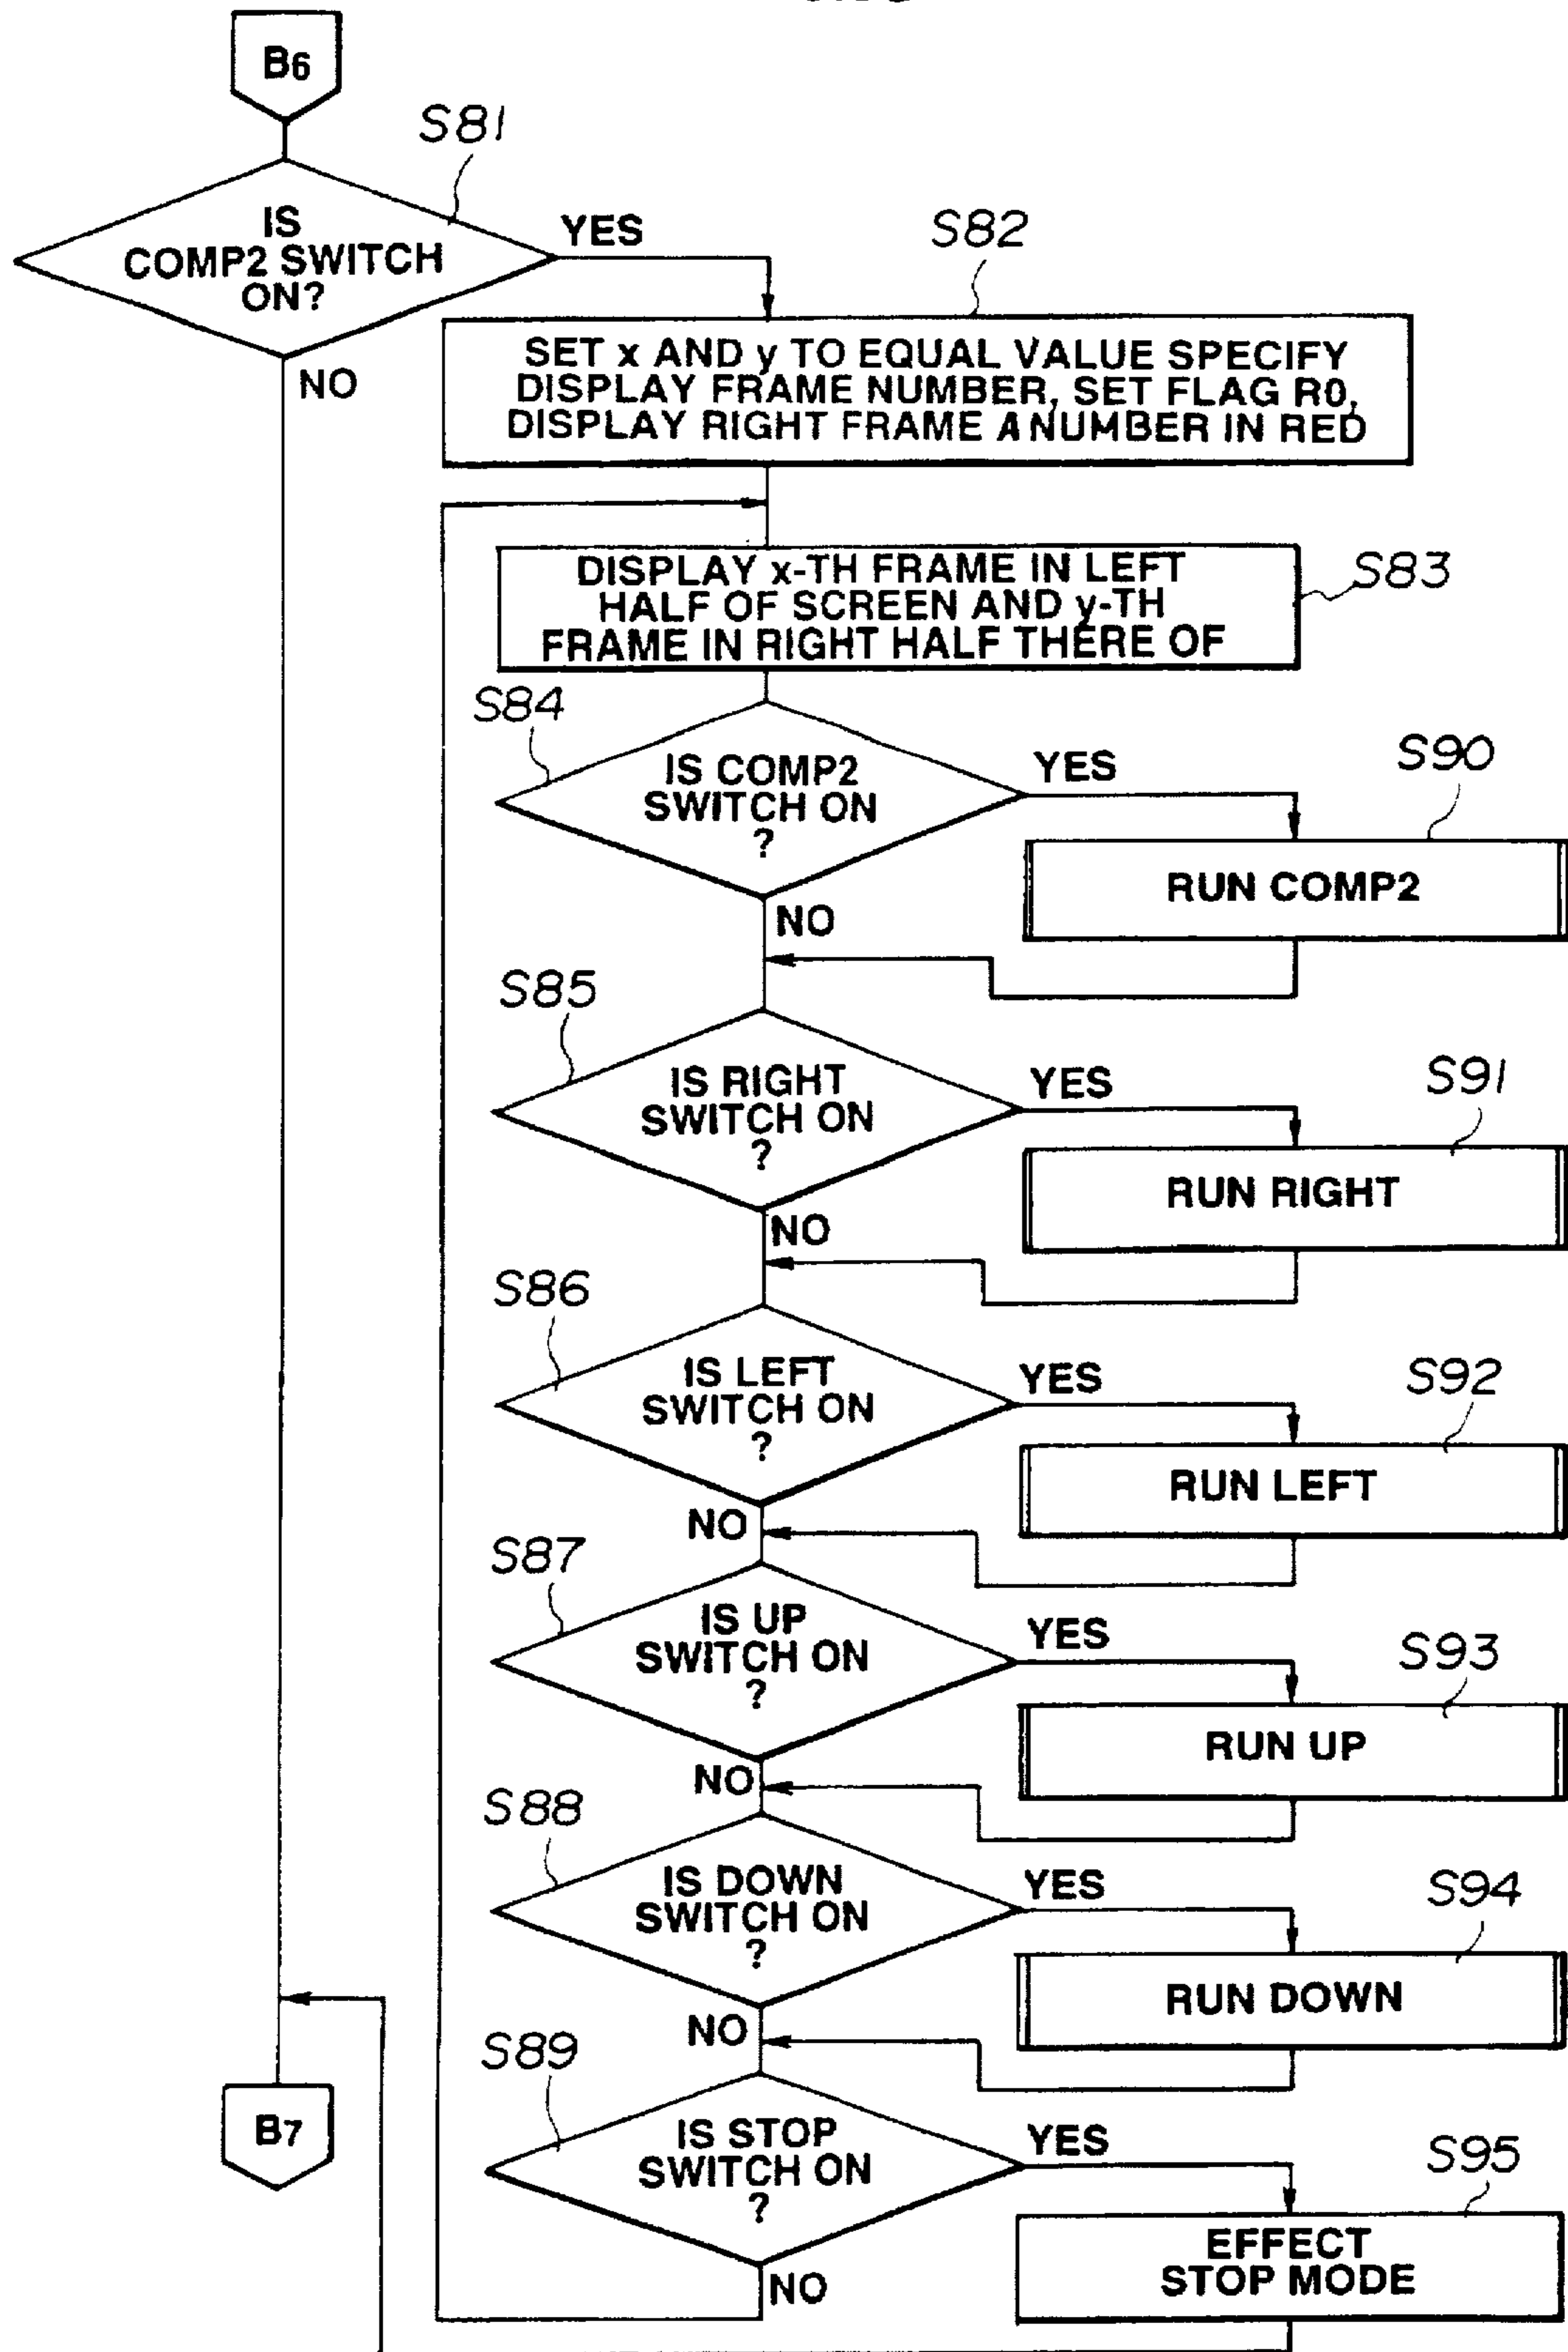 B6
S81
IS
COMP2 SWITCH
ON?
YES
NO
S82
SET x AND y TO EQUAL VALUE SPECIFY
DISPLAY FRAME NUMBER, SET FLAG R0,
DISPLAY RIGHT FRAME A NUMBER IN RED
DISPLAY x-TH FRAME IN LEFT
HALF OF SCREEN AND y-TH
FRAME IN RIGHT HALF THERE OF
S83
S84
IS COMP2
SWITCH ON
?
YES
NO
S90
RUN COMP2
S85
IS RIGHT
SWITCH ON
?
YES
NO
S91
RUN RIGHT
S86
IS LEFT
SWITCH ON
?
YES
NO
S92
RUN LEFT
S87
IS UP
SWITCH ON
?
YES
NO
S93
RUN UP
S88
IS DOWN
SWITCH ON
?
YES
NO
S94
RUN DOWN
S89
IS STOP
SWITCH ON
?
YES
NO
S95
EFFECT
STOP MODE
B7